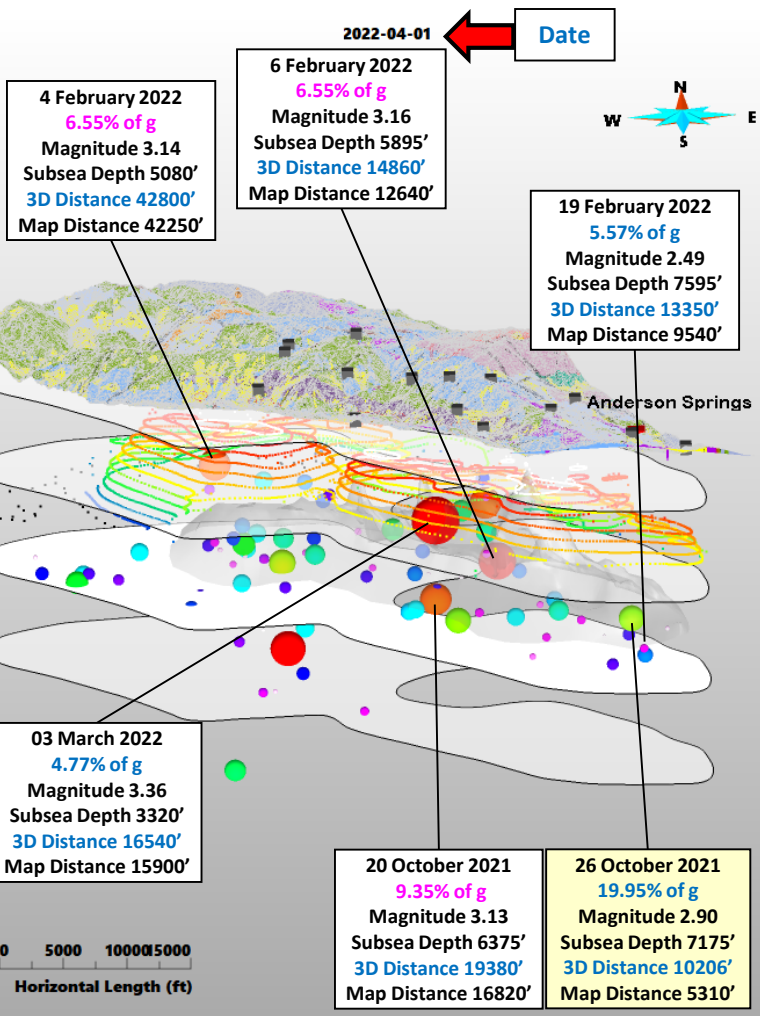 2022-04-01
Date
6 February 2022
6.55% of g
Magnitude 3.16
Subsea Depth 5895’
3D Distance 14860’
Map Distance 12640’
4 February 2022
6.55% of g
Magnitude 3.14
Subsea Depth 5080’
3D Distance 42800’
Map Distance 42250’
N
W
E
S
19 February 2022
5.57% of g
Magnitude 2.49
Subsea Depth 7595’
3D Distance 13350’
Map Distance 9540’
Anderson Springs
03 March 2022
4.77% of g
Magnitude 3.36
Subsea Depth 3320’
3D Distance 16540’
Map Distance 15900’
20 October 2021
9.35% of g
Magnitude 3.13
Subsea Depth 6375’
3D Distance 19380’
Map Distance 16820’
26 October 2021
19.95% of g
Magnitude 2.90
Subsea Depth 7175’
3D Distance 10206’
Map Distance 5310’
0 5000 10000 15000
Horizontal Length (ft)